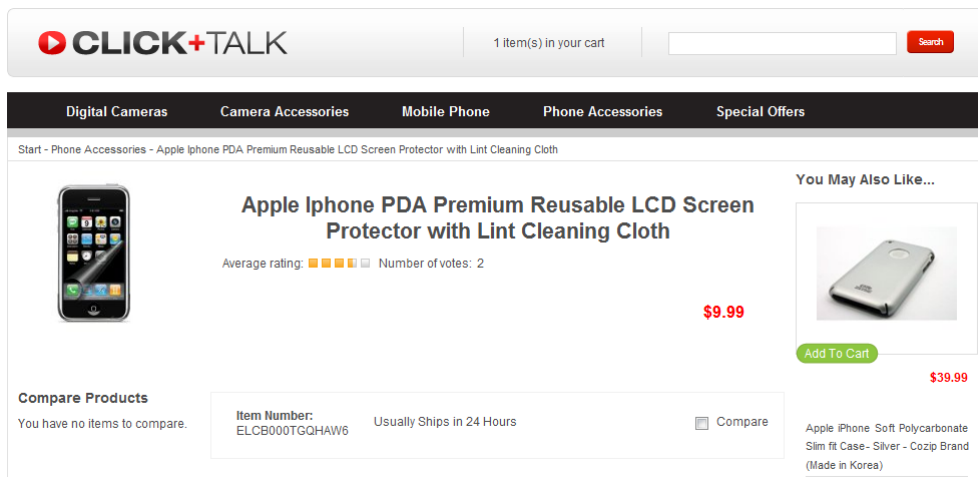 CLICK+TALK
1 item(s) in your cart
Search
Digital Cameras
Camera Accessories
Mobile Phone
Phone Accessories
Special Offers
Start - Phone Accessories - Apple Iphone PDA Premium Reusable LCD Screen Protector with Lint Cleaning Cloth
Apple Iphone PDA Premium Reusable LCD Screen
Protector with Lint Cleaning Cloth
Average rating:
Number of votes: 2
$9.99
Compare Products
You have no items to compare.
Item Number:
ELCB000TGQHAW6
Usually Ships in 24 Hours
Compare
You May Also Like...
Add To Cart
$39.99
Apple iPhone Soft Polycarbonate
Slim fit Case- Silver - Cozip Brand
(Made in Korea)